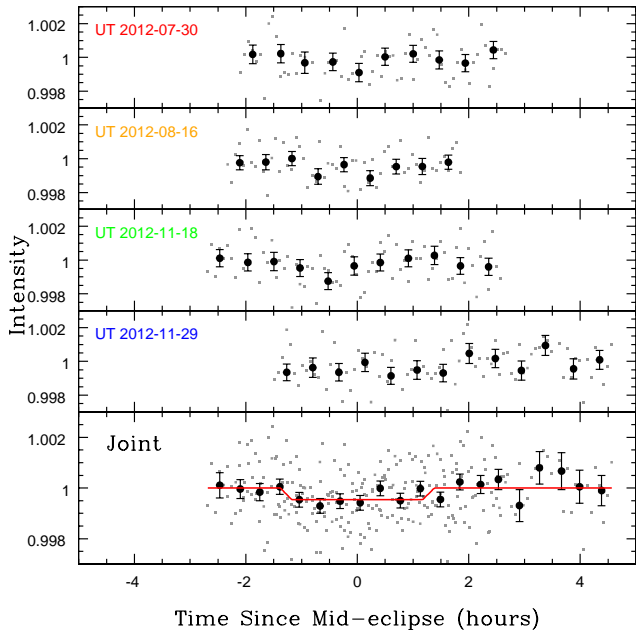 1.002
1
0.998
UT 2012-07-30
1.002
1
0.998
UT 2012-08-16
1.002
1
0.998
UT 2012-11-18
1.002
1
0.998
UT 2012-11-29
1.002
1
0.998
Joint
Intensity
-4 -2 0 2 4
Time Since Mid-eclipse (hours)